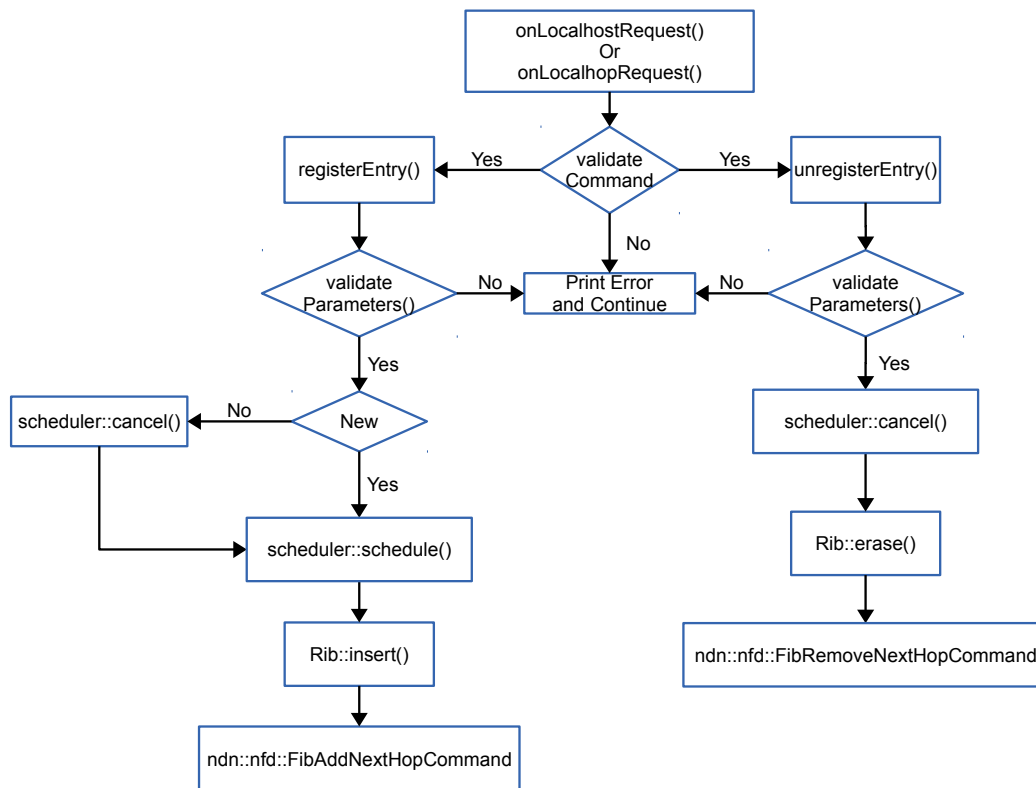 onLocalhostRequest()
Or
onLocalhopRequest()
registerEntry()
Yes
validate
Command
Yes
unregisterEntry()
No
validate
Parameters()
No
Print Error
and Continue
No
validate
Parameters()
Yes
Yes
scheduler::cancel()
No
New
scheduler::cancel()
Yes
scheduler::schedule()
Rib::erase()
Rib::insert()
ndn::nfd::FibRemoveNextHopCommand
ndn::nfd::FibAddNextHopCommand